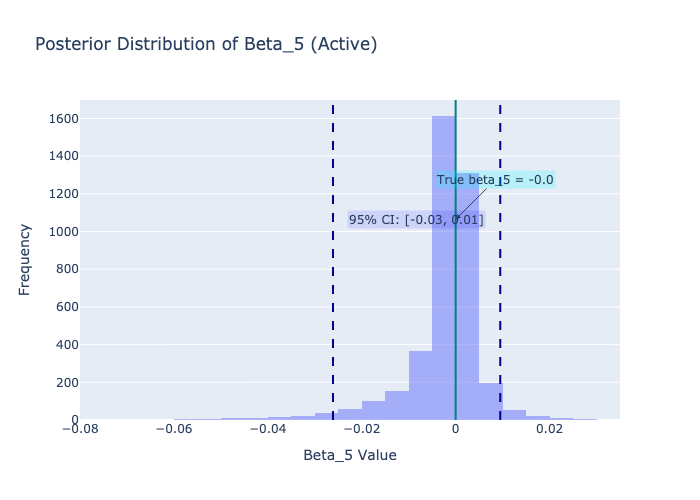 Posterior Distribution of Beta_5 (Active)
1600
1400
True beta_5 = -0.0
1200
95% CI: [-0.03, 0.01]
1000
Frequency
800
600
400
200
0
−0.08 −0.06 −0.04 −0.02 0 0.02
Beta_5 Value